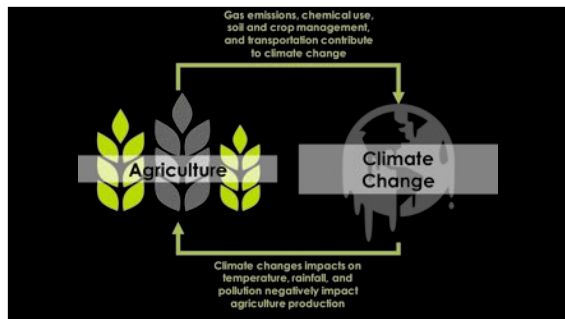 Gas emissions, chemical use,
soil and crop management,
and transportation contribute
to climate change
Agriculture
Climate
Change
Climate changes impacts on
temperature, rainfall, and
pollution negatively impact
agriculture production